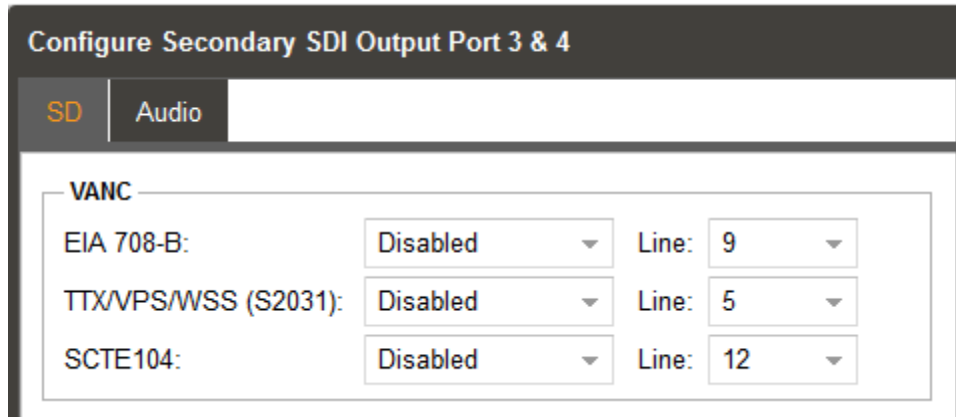 Configure Secondary SDI Output Port 3 & 4
SD Audio
VANC
EIA 708-B: Disabled Line: 9
TTX/VPS/WSS (S2031): Disabled Line: 5
SCTE104: Disabled Line: 12